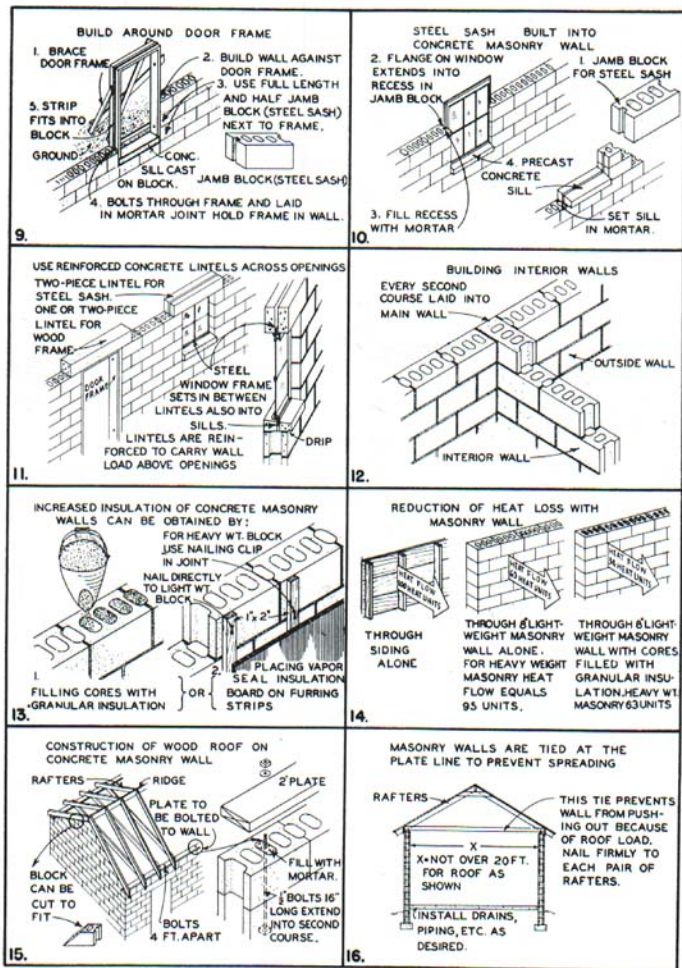 BUILD AROUND DOOR FRAME
1. BRACE
DOOR FRAME
2. BUILD WALL AGAINST
DOOR FRAME.
3. USE FULL LENGTH
AND HALF JAMB
BLOCK (STEEL SASH)
NEXT TO FRAME.
5. STRIP
FITS INTO
BLOCK
GROUND
CONC.
SILL CAST
ON BLOCK.
JAMB BLOCK (STEEL SASH)
4. BOLTS THROUGH FRAME AND LAID
IN MORTAR JOINT HOLD FRAME IN WALL.
9.
STEEL SASH BUILT INTO
CONCRETE MASONRY WALL
2. FLANGE ON WINDOW
EXTENDS INTO
RECESS IN
JAMB BLOCK
1. JAMB BLOCK
FOR STEEL SASH
4. PRECAST
CONCRETE
SILL
3. FILL RECESS
WITH MORTAR
SET SILL
IN MORTAR.
10.
USE REINFORCED CONCRETE LINTELS ACROSS OPENINGS
TWO-PIECE LINTEL FOR
STEEL SASH.
ONE OR TWO-PIECE
LINTEL FOR
WOOD
FRAME
DOOR
FRAME
STEEL
WINDOW FRAME
SETS IN BETWEEN
LINTELS ALSO INTO
SILLS.
DRIP
LINTELS ARE REIN-
FORCED TO CARRY WALL
LOAD ABOVE OPENINGS
11.
BUILDING INTERIOR WALLS
EVERY SECOND
COURSE LAID INTO
MAIN WALL
OUTSIDE WALL
INTERIOR WALL
12.
INCREASED INSULATION OF CONCRETE MASONRY
WALLS CAN BE OBTAINED BY:
FOR HEAVY WT. BLOCK
USE NAILING CLIP
IN JOINT
NAIL DIRECTLY
TO LIGHT WT.
BLOCK
1"x 2"
1.
FILLING CORES WITH
GRANULAR INSULATION
OR
2.
PLACING VAPOR
SEAL INSULATION
BOARD ON FURRING
STRIPS
13.
REDUCTION OF HEAT LOSS WITH
MASONRY WALL
HEAT FLOW
HEAT UNITS
HEAT FLOW
HEAT UNITS
HEAT FLOW
HEAT UNITS
THROUGH
SIDING
ALONE
THROUGH 8" LIGHT-
WEIGHT MASONRY
WALL ALONE.
FOR HEAVY WEIGHT
MASONRY HEAT
FLOW EQUALS
95 UNITS.
THROUGH 8" LIGHT-
WEIGHT MASONRY
WALL WITH CORES
FILLED WITH
GRANULAR INSU-
LATION. HEAVY WT.
MASONRY 63 UNITS
14.
CONSTRUCTION OF WOOD ROOF ON
CONCRETE MASONRY WALL
RAFTERS
RIDGE
2" PLATE
PLATE TO
BE BOLTED
TO WALL
BLOCK
CAN BE
CUT TO
FIT
BOLTS
4 FT. APART
FILL WITH
MORTAR.
BOLTS 16"
LONG EXTEND
INTO SECOND
COURSE.
15.
MASONRY WALLS ARE TIED AT THE
PLATE LINE TO PREVENT SPREADING
RAFTERS
THIS TIE PREVENTS
WALL FROM PUSH-
ING OUT BECAUSE
OF ROOF LOAD.
NAIL FIRMLY TO
EACH PAIR OF
RAFTERS.
X
X=NOT OVER 20 FT.
FOR ROOF AS
SHOWN
INSTALL DRAINS,
PIPING, ETC. AS
DESIRED.
16.